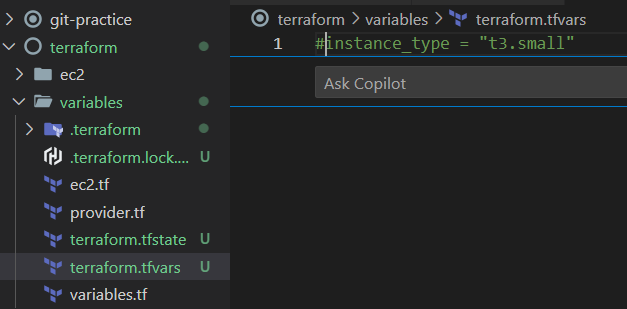 git-practice
terraform
ec2
variables
.terraform
.terraform.lock.... U
ec2.tf
provider.tf
terraform.tfstate U
terraform.tfvars U
variables.tf
terraform > variables > terraform.tfvars
1 #instance_type = "t3.small"
Ask Copilot